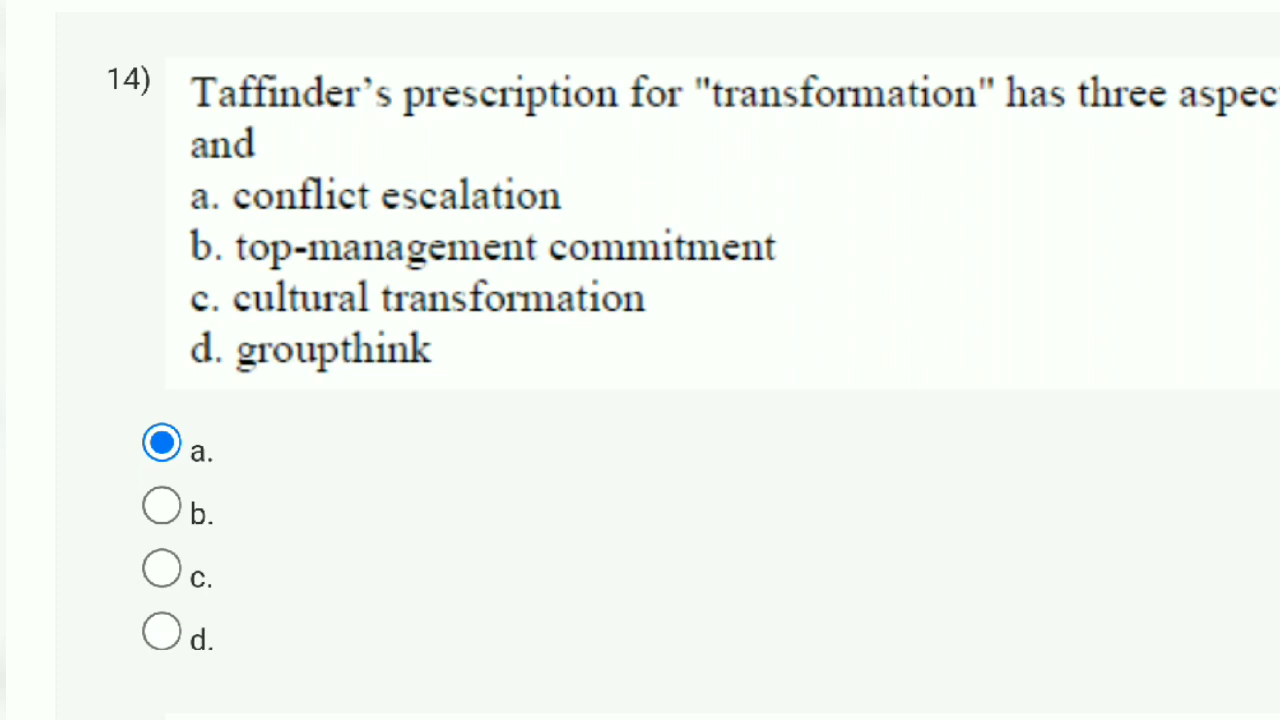 14) Taffinder's prescription for "transformation" has three aspec
and
a. conflict escalation
b. top-management commitment
c. cultural transformation
d. groupthink
a.
b.
c.
d.